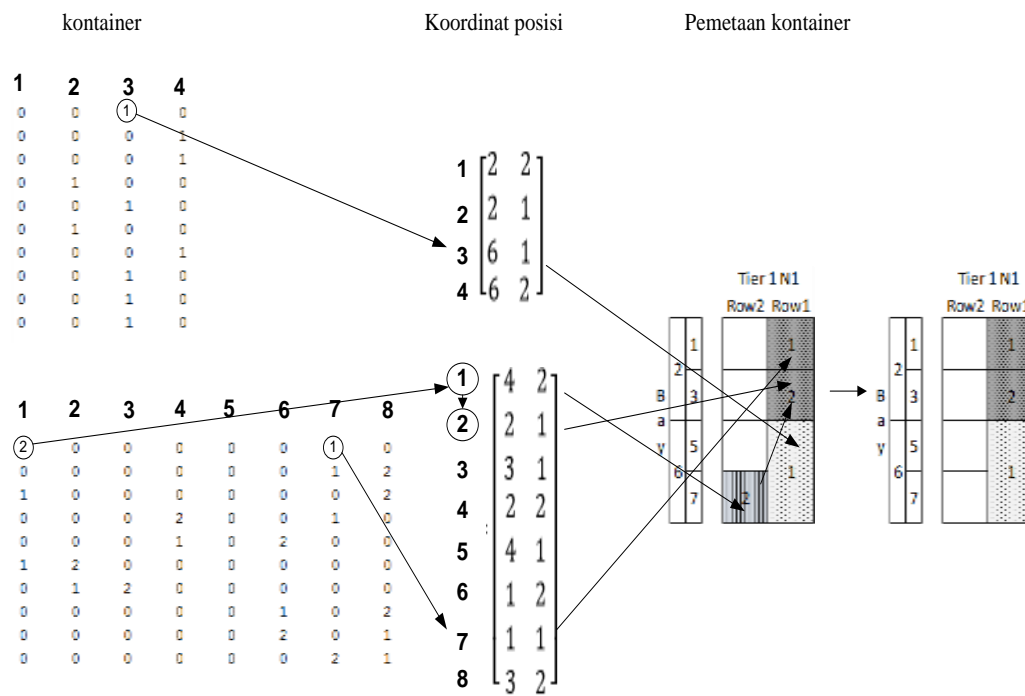 kontainer
Koordinat posisi
Pemetaan kontainer
1 2 3 4
0 0 1 0
0 0 0 1
0 0 0 1
0 1 0 0
0 0 1 0
0 1 0 0
0 0 0 1
0 0 1 0
0 0 1 0
0 0 1 0
1 2 2
2 2 1
3 6 1
4 6 2
1 2 3 4 5 6 7 8
2 0 0 0 0 0 1 0
0 0 0 0 0 0 1 2
1 0 0 0 0 0 0 2
0 0 0 2 0 0 1 0
0 0 0 1 0 2 0 0
1 2 0 0 0 0 0 0
0 1 2 0 0 0 0 0
0 0 0 0 0 1 0 2
0 0 0 0 0 2 0 1
0 0 0 0 0 0 2 1
1 4 2
2 2 1
3 3 1
4 2 2
5 4 1
6 1 2
7 1 1
8 3 2
Tier 1 N1
Row2 Row1
Bay
1 1
2
3 2
5
6 1
7 2
Tier 1 N1
Row2 Row1
Bay
1 1
2
3 2
5
6 1
7